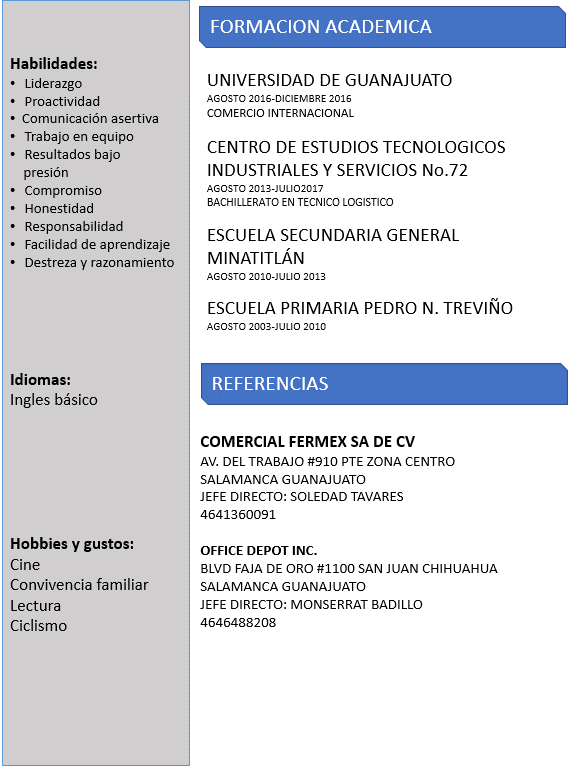 Habilidades:
• Liderazgo
• Proactividad
• Comunicación asertiva
• Trabajo en equipo
• Resultados bajo
presión
• Compromiso
• Honestidad
• Responsabilidad
• Facilidad de aprendizaje
• Destreza y razonamiento
Idiomas:
Ingles básico
Hobbies y gustos:
Cine
Convivencia familiar
Lectura
Ciclismo
FORMACION ACADEMICA
UNIVERSIDAD DE GUANAJUATO
AGOSTO 2016-DICIEMBRE 2016
COMERCIO INTERNACIONAL
CENTRO DE ESTUDIOS TECNOLOGICOS
INDUSTRIALES Y SERVICIOS No.72
AGOSTO 2013-JULIO2017
BACHILLERATO EN TECNICO LOGISTICO
ESCUELA SECUNDARIA GENERAL
MINATITLÁN
AGOSTO 2010-JULIO 2013
ESCUELA PRIMARIA PEDRO N. TREVIÑO
AGOSTO 2003-JULIO 2010
REFERENCIAS
COMERCIAL FERMEX SA DE CV
AV. DEL TRABAJO #910 PTE ZONA CENTRO
SALAMANCA GUANAJUATO
JEFE DIRECTO: SOLEDAD TAVARES
4641360091
OFFICE DEPOT INC.
BLVD FAJA DE ORO #1100 SAN JUAN CHIHUAHUA
SALAMANCA GUANAJUATO
JEFE DIRECTO: MONSERRAT BADILLO
4646488208